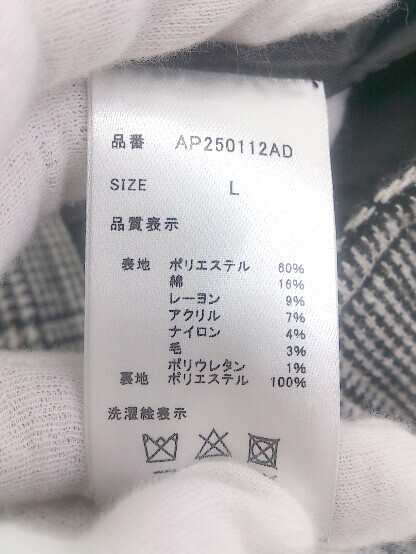 品番 AP250112AD
SIZE L
品質表示
表地 ポリエステル 60%
綿 16%
レーヨン 9%
アクリル 7%
ナイロン 4%
毛 3%
ポリウレタン 1%
裏地 ポリエステル 100%
洗濯絵表示